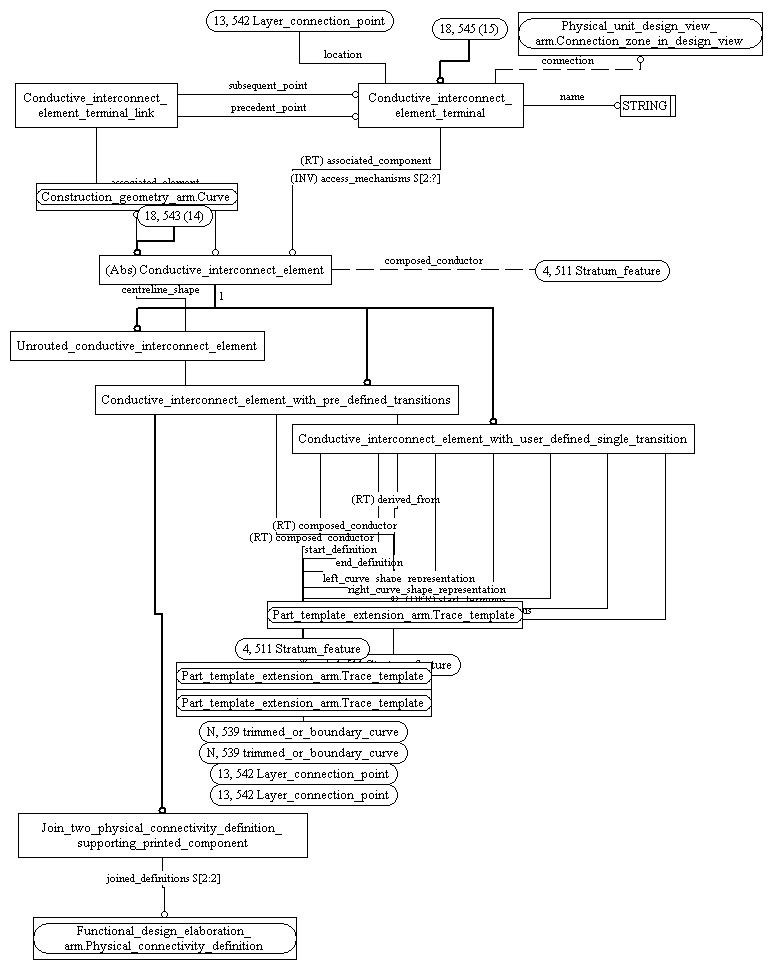 13, 542 Layer_connection_point
18, 545 (15)
Physical_unit_design_view_
arm.Connection_zone_in_design_view
location
connection
subsequent_point
Conductive_interconnect_
element_terminal_link
Conductive_interconnect_
element_terminal
name
STRING
precedent_point
(RT) associated_component
(INV) access_mechanisms S[2:?]
associated_element
Construction_geometry_arm.Curve
18, 543 (14)
(Abs) Conductive_interconnect_element
composed_conductor
4, 511 Stratum_feature
centreline_shape
1
Unrouted_conductive_interconnect_element
Conductive_interconnect_element_with_pre_defined_transitions
Conductive_interconnect_element_with_user_defined_single_transition
(RT) derived_from
(RT) composed_conductor
(RT) composed_conductor
start_definition
end_definition
left_curve_shape_representation
right_curve_shape_representation
Part_template_extension_arm.Trace_template
4, 511 Stratum_feature
Part_template_extension_arm.Trace_template
Part_template_extension_arm.Trace_template
N, 539 trimmed_or_boundary_curve
N, 539 trimmed_or_boundary_curve
13, 542 Layer_connection_point
13, 542 Layer_connection_point
Join_two_physical_connectivity_definition_
supporting_printed_component
joined_definitions S[2:2]
Functional_design_elaboration_
arm.Physical_connectivity_definition